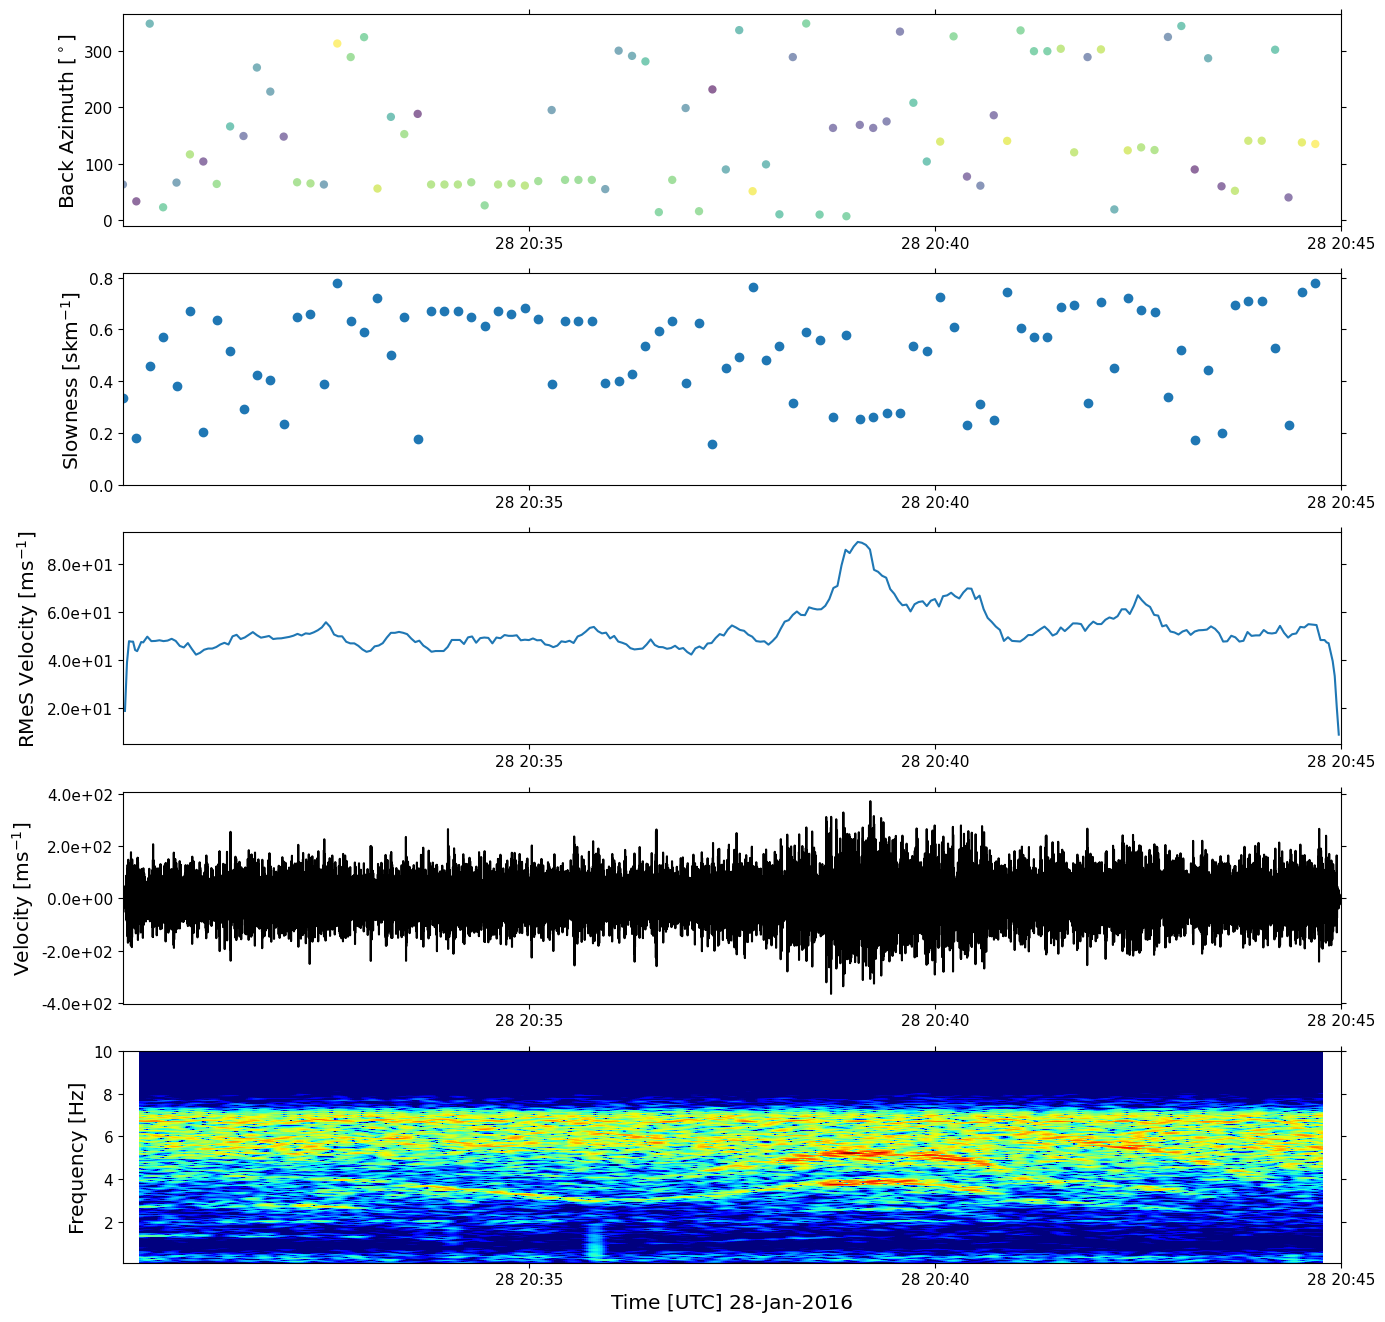 Back Azimuth [°]
300
200
100
0
28 20:35
28 20:40
28 20:45
Slowness [skm⁻¹]
0.8
0.6
0.4
0.2
0.0
28 20:35
28 20:40
28 20:45
RMeS Velocity [ms⁻¹]
8.0e+01
6.0e+01
4.0e+01
2.0e+01
28 20:35
28 20:40
28 20:45
Velocity [ms⁻¹]
4.0e+02
2.0e+02
0.0e+00
-2.0e+02
-4.0e+02
28 20:35
28 20:40
28 20:45
Frequency [Hz]
10
8
6
4
2
28 20:35
28 20:40
28 20:45
Time [UTC] 28-Jan-2016